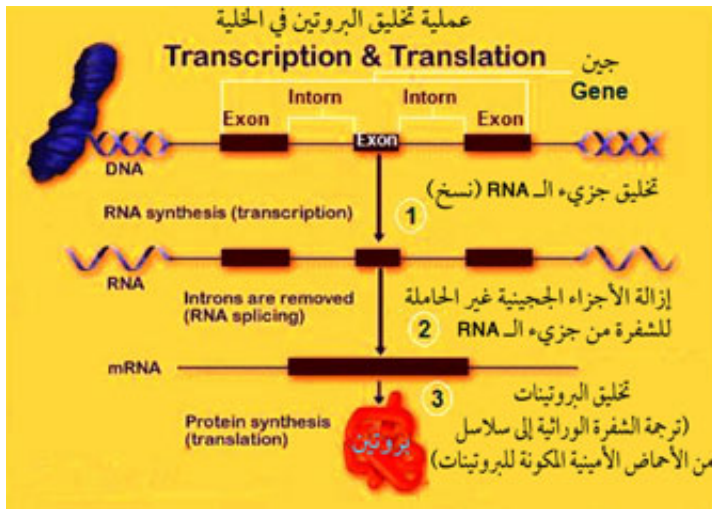 عملية تخليق البروتين في الخلية
Transcription & Translation
جين
Gene
Intorn
Intorn
Exon
Exon
Exon
DNA
تخليق جزيء الـ RNA (نسخ)
RNA synthesis (transcription)
1
RNA
Introns are removed
(RNA splicing)
إزالة الأجزاء الججينية غير الحاملة
للشفرة من جزيء الـ RNA
2
mRNA
3
Protein synthesis
(translation)
بروتين
تخليق البروتينات
(ترجمة الشفرة الوراثية إلى سلاسل
من الأحماض الأمينية المكونة للبروتينات)